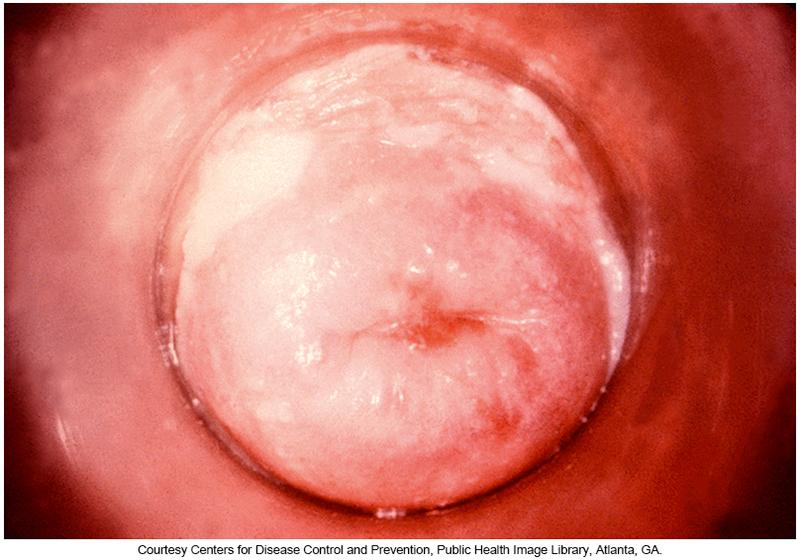 Courtesy Centers for Disease Control and Prevention, Public Health Image Library, Atlanta, GA.